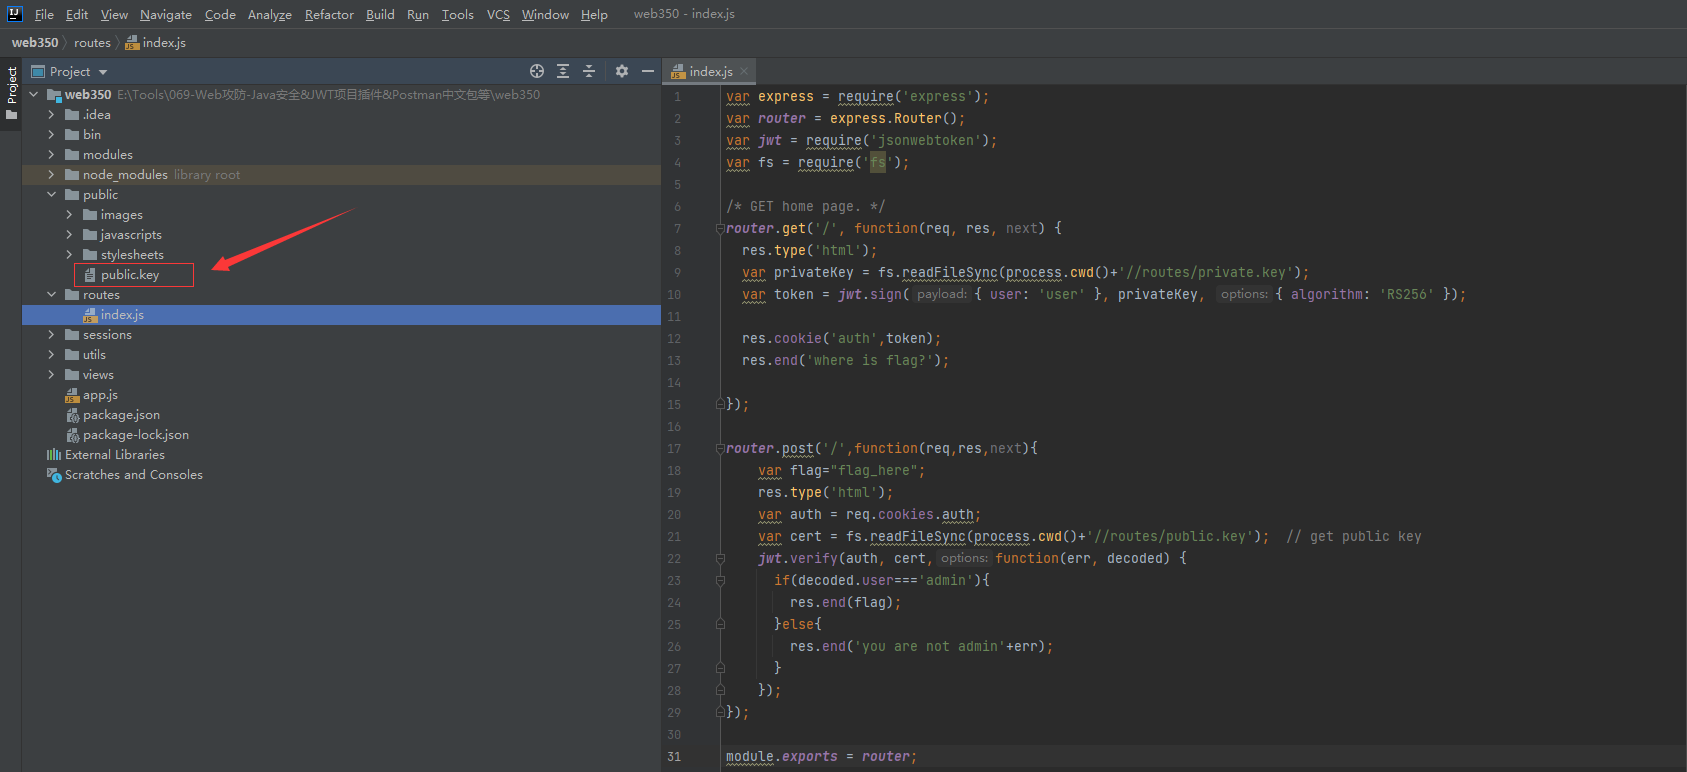 File Edit View Navigate Code Analyze Refactor Build Run Tools VCS Window Help web350 - index.js
web350 routes index.js
Project
Project
web350 E:\Tools\069-Web攻防-Java安全&JWT项目插件&Postman中文包等\web350
.idea
bin
modules
node_modules library root
public
images
javascripts
stylesheets
public.key
routes
index.js
sessions
utils
views
app.js
package.json
package-lock.json
External Libraries
Scratches and Consoles
index.js
1 var express = require('express');
2 var router = express.Router();
3 var jwt = require('jsonwebtoken');
4 var fs = require('fs');
5
6 /* GET home page. */
7 router.get('/', function(req, res, next) {
8 res.type('html');
9 var privateKey = fs.readFileSync(process.cwd()+'//routes/private.key');
10 var token = jwt.sign( payload: { user: 'user' }, privateKey, options: { algorithm: 'RS256' });
11
12 res.cookie('auth',token);
13 res.end('where is flag?');
14
15 });
16
17 router.post('/',function(req,res,next){
18 var flag="flag_here";
19 res.type('html');
20 var auth = req.cookies.auth;
21 var cert = fs.readFileSync(process.cwd()+'//routes/public.key'); // get public key
22 jwt.verify(auth, cert, options: function(err, decoded) {
23 if(decoded.user==='admin'){
24 res.end(flag);
25 }else{
26 res.end('you are not admin'+err);
27 }
28 });
29 });
30
31 module.exports = router;